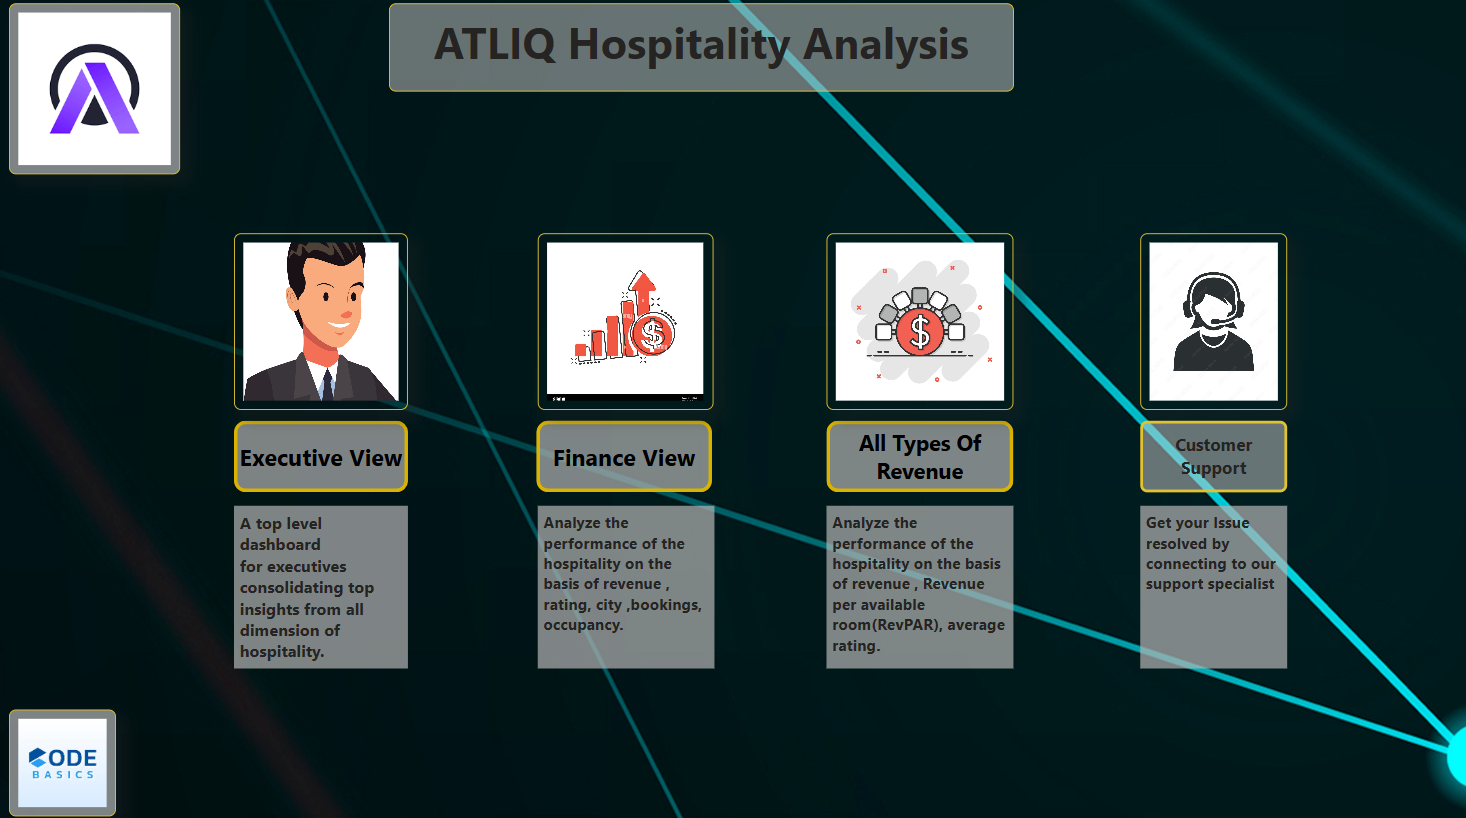 ATLIQ Hospitality Analysis
Executive View
A top level
dashboard
for executives
consolidating top
insights from all
dimension of
hospitality.
Finance View
Analyze the
performance of the
hospitality on the
basis of revenue ,
rating, city ,bookings,
occupancy.
All Types Of
Revenue
Analyze the
performance of the
hospitality on the basis
of revenue , Revenue
per available
room(RevPAR), average
rating.
Customer
Support
Get your Issue
resolved by
connecting to our
support specialist
CODE
BASICS